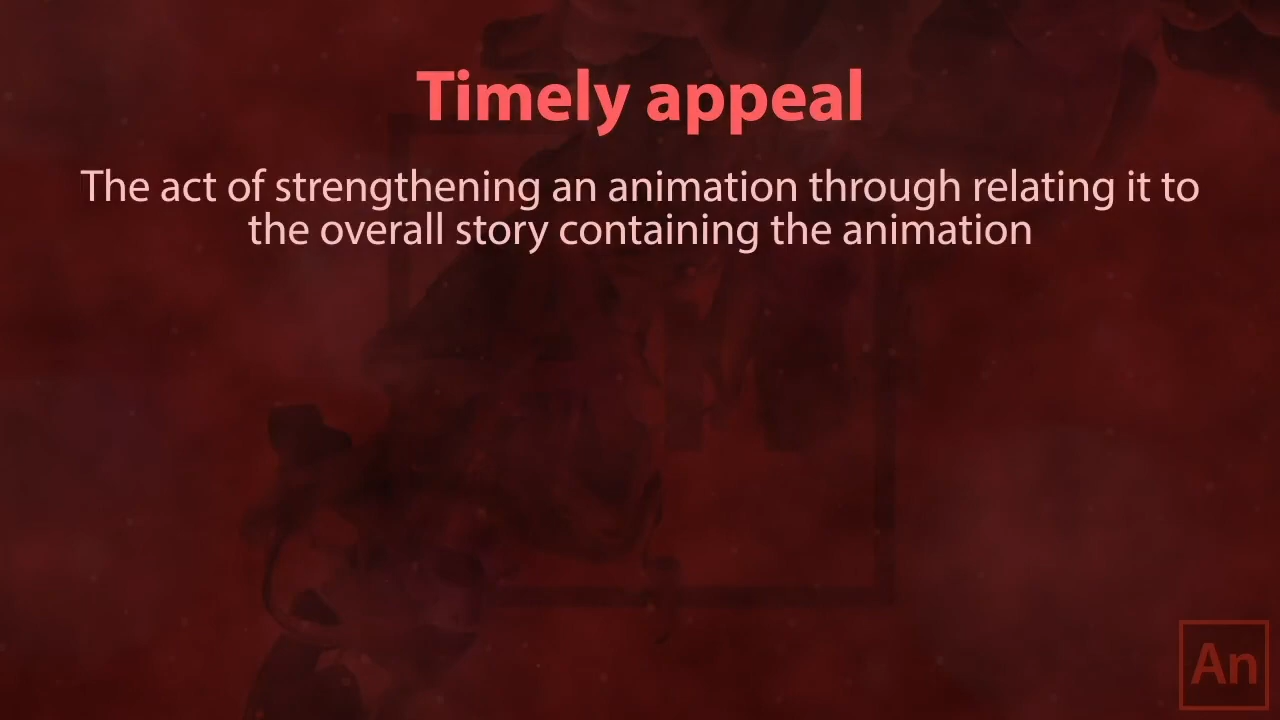 Timely appeal
The act of strengthening an animation through relating it to
the overall story containing the animation
An